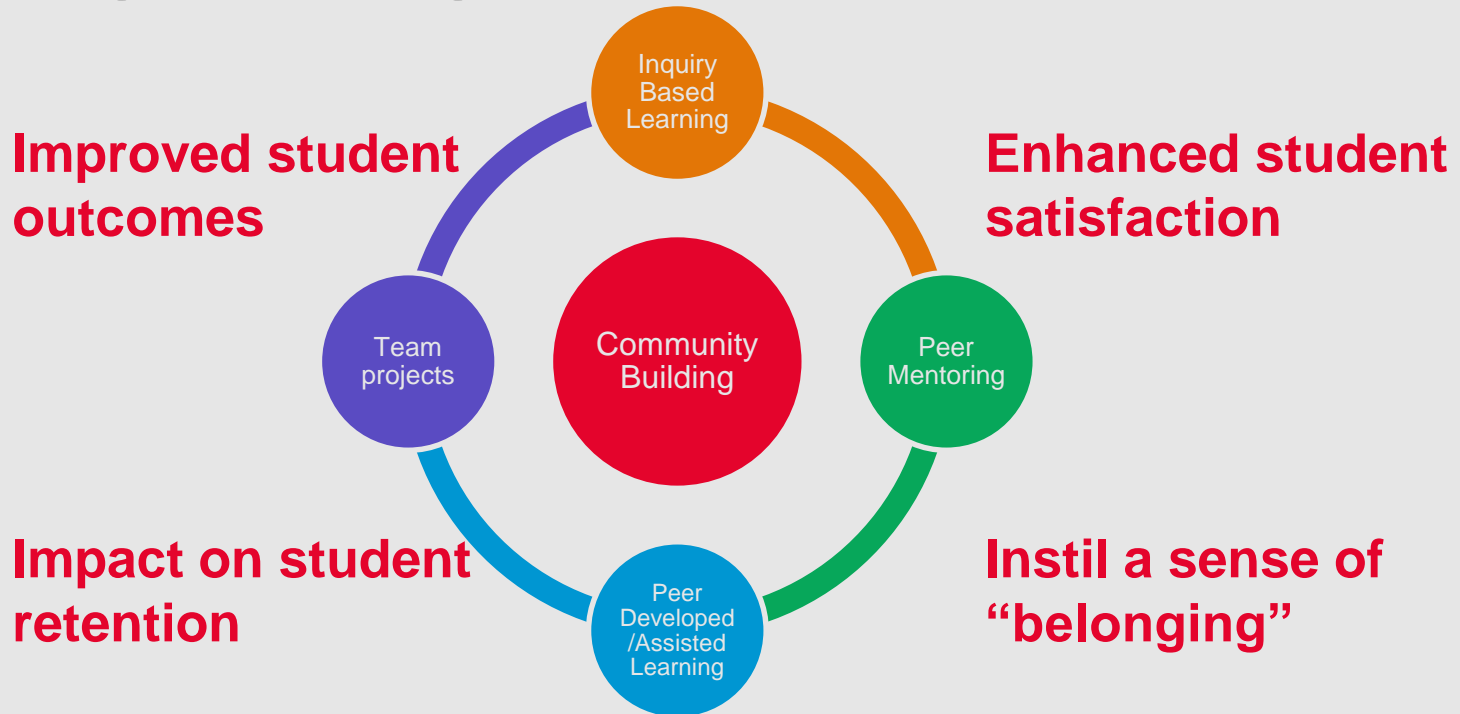 Inquiry
Based
Learning
Improved student
outcomes
Enhanced student
satisfaction
Team
projects
Community
Building
Peer
Mentoring
Impact on student
retention
Peer
Developed
/Assisted
Learning
Instil a sense of
“belonging”